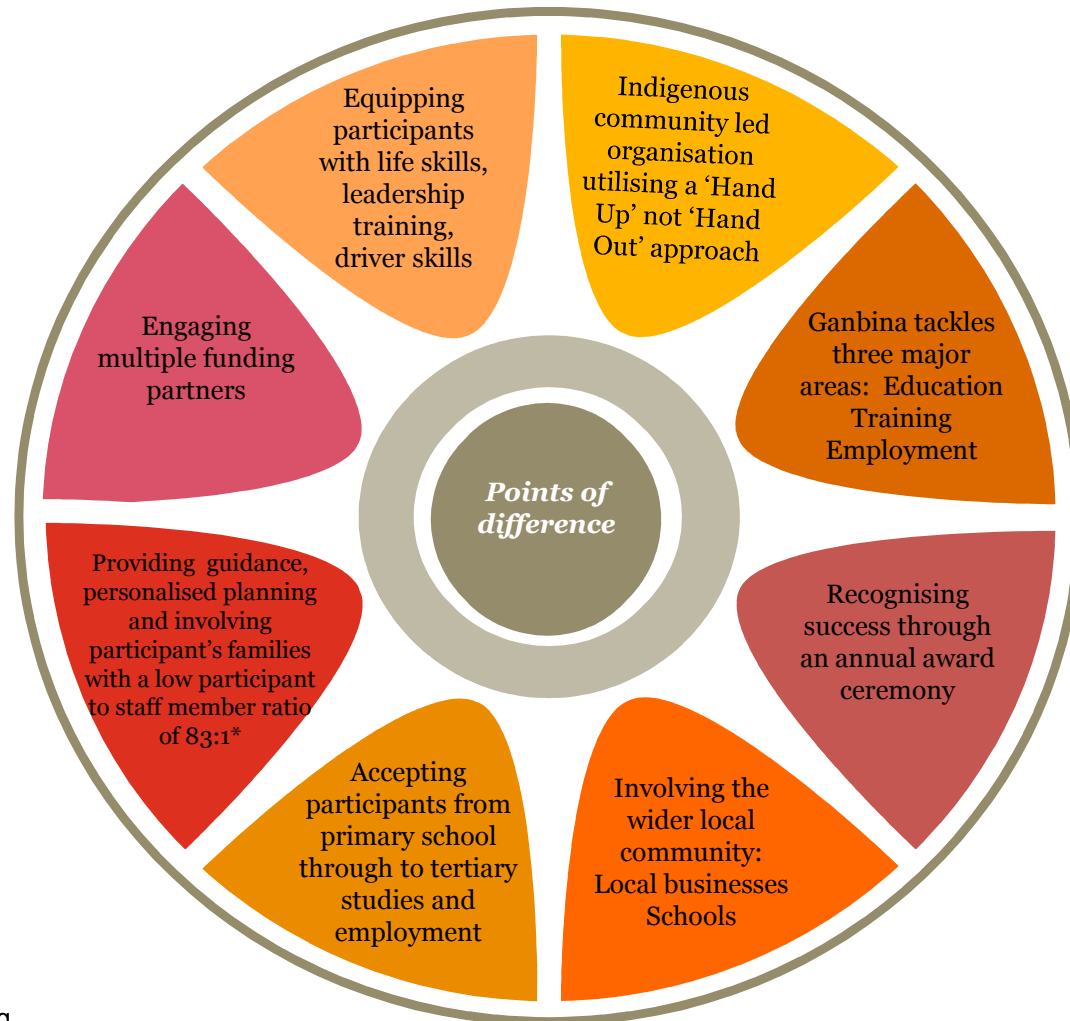 Equipping
participants
with life skills,
leadership
training,
driver skills
Indigenous
community led
organisation
utilising a ‘Hand
Up’ not ‘Hand
Out’ approach
Engaging
multiple funding
partners
Ganbina tackles
three major
areas:  Education
Training
Employment
Points of
difference
Providing  guidance,
personalised planning
and involving
participant’s families
with a low participant
to staff member ratio
of 83:1*
Recognising
success through
an annual award
ceremony
Accepting
participants from
primary school
through to tertiary
studies and
employment
Involving the
wider local
community:
Local businesses
Schools